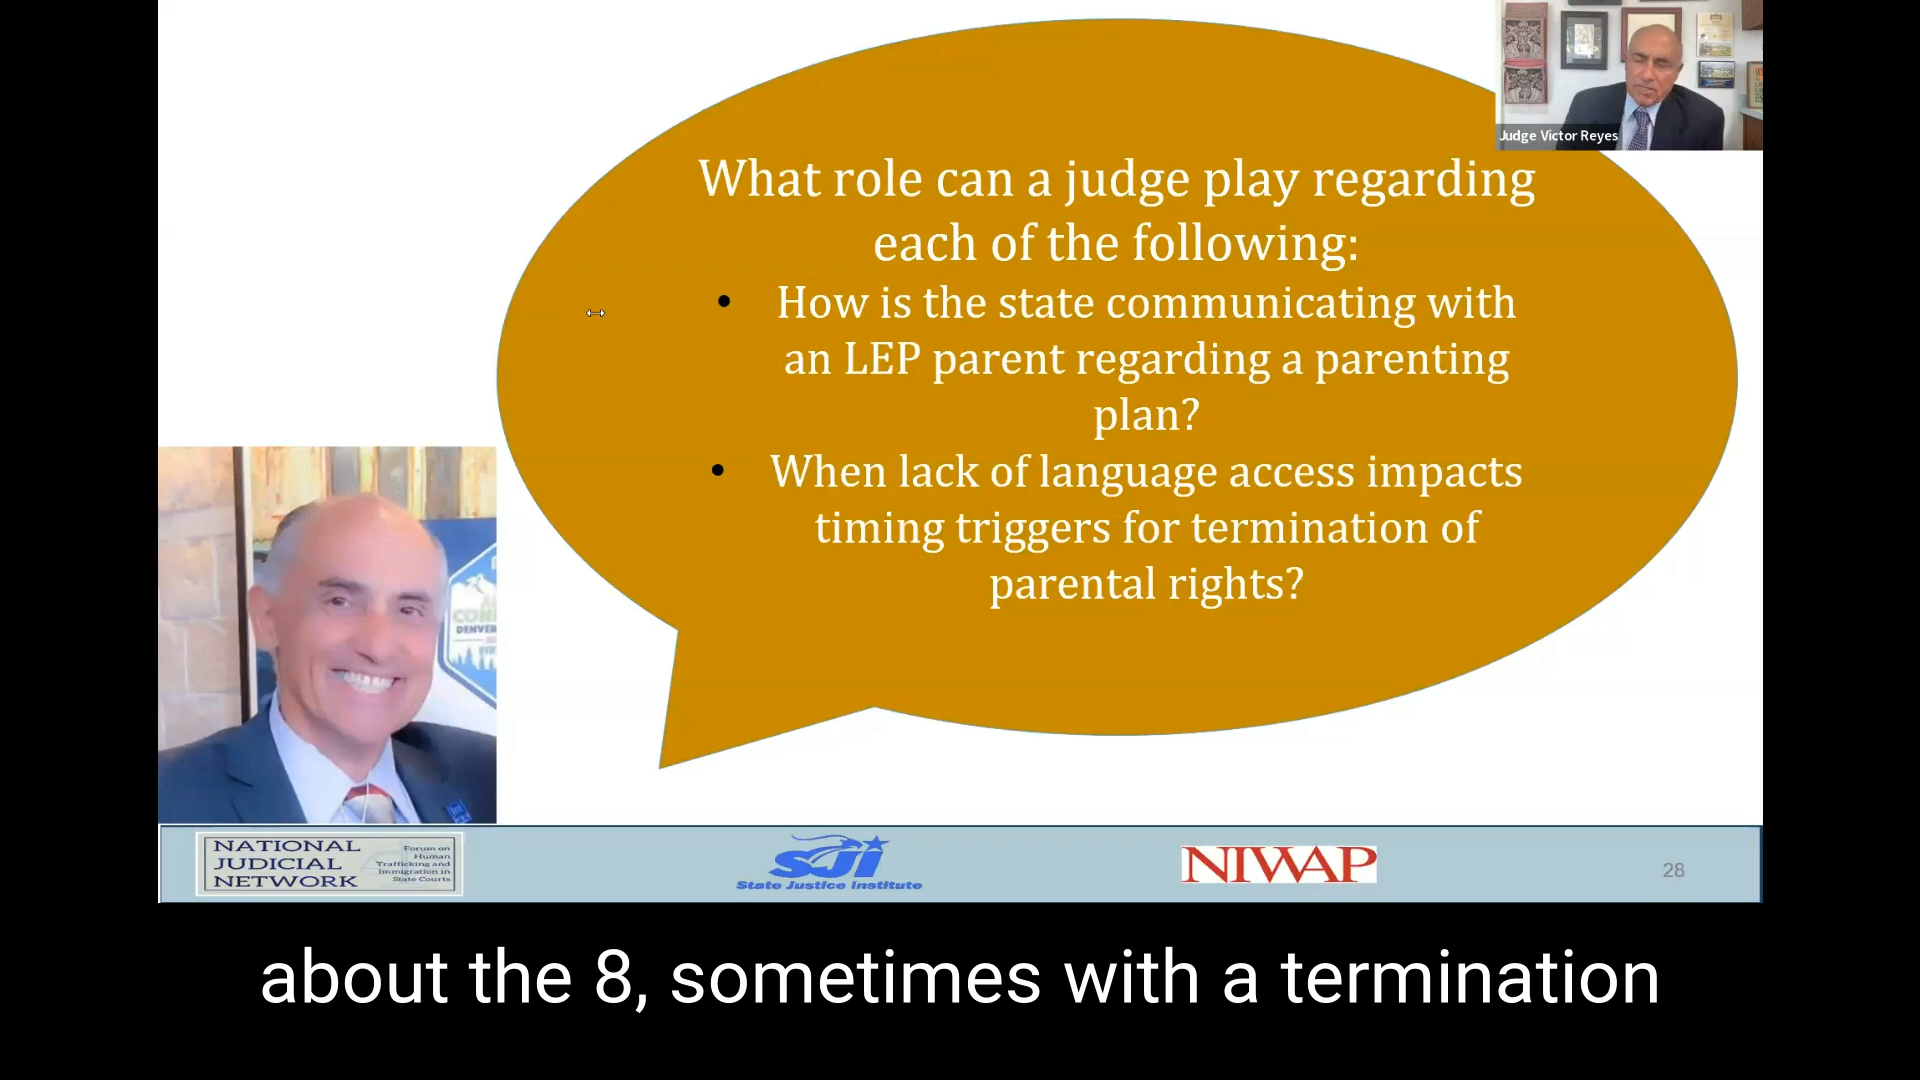 Judge Victor Reyes
What role can a judge play regarding
each of the following:
• How is the state communicating with
an LEP parent regarding a parenting
plan?
• When lack of language access impacts
timing triggers for termination of
parental rights?
DENVER
NATIONAL
JUDICIAL
NETWORK
Forum on
Human
Trafficking and
Immigration in
State Courts
SJI
State Justice Institute
NIWAP
28
about the 8, sometimes with a termination